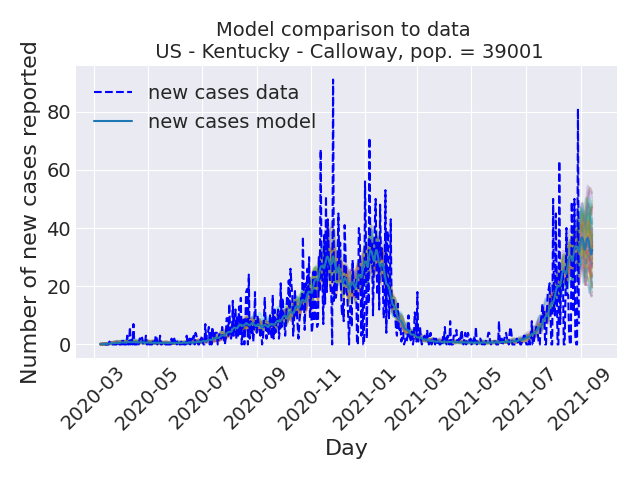 Model comparison to data
US - Kentucky - Calloway, pop. = 39001
Number of new cases reported
80
60
40
20
0
new cases data
new cases model
2020-03
2020-05
2020-07
2020-09
2020-11
2021-01
2021-03
2021-05
2021-07
2021-09
Day